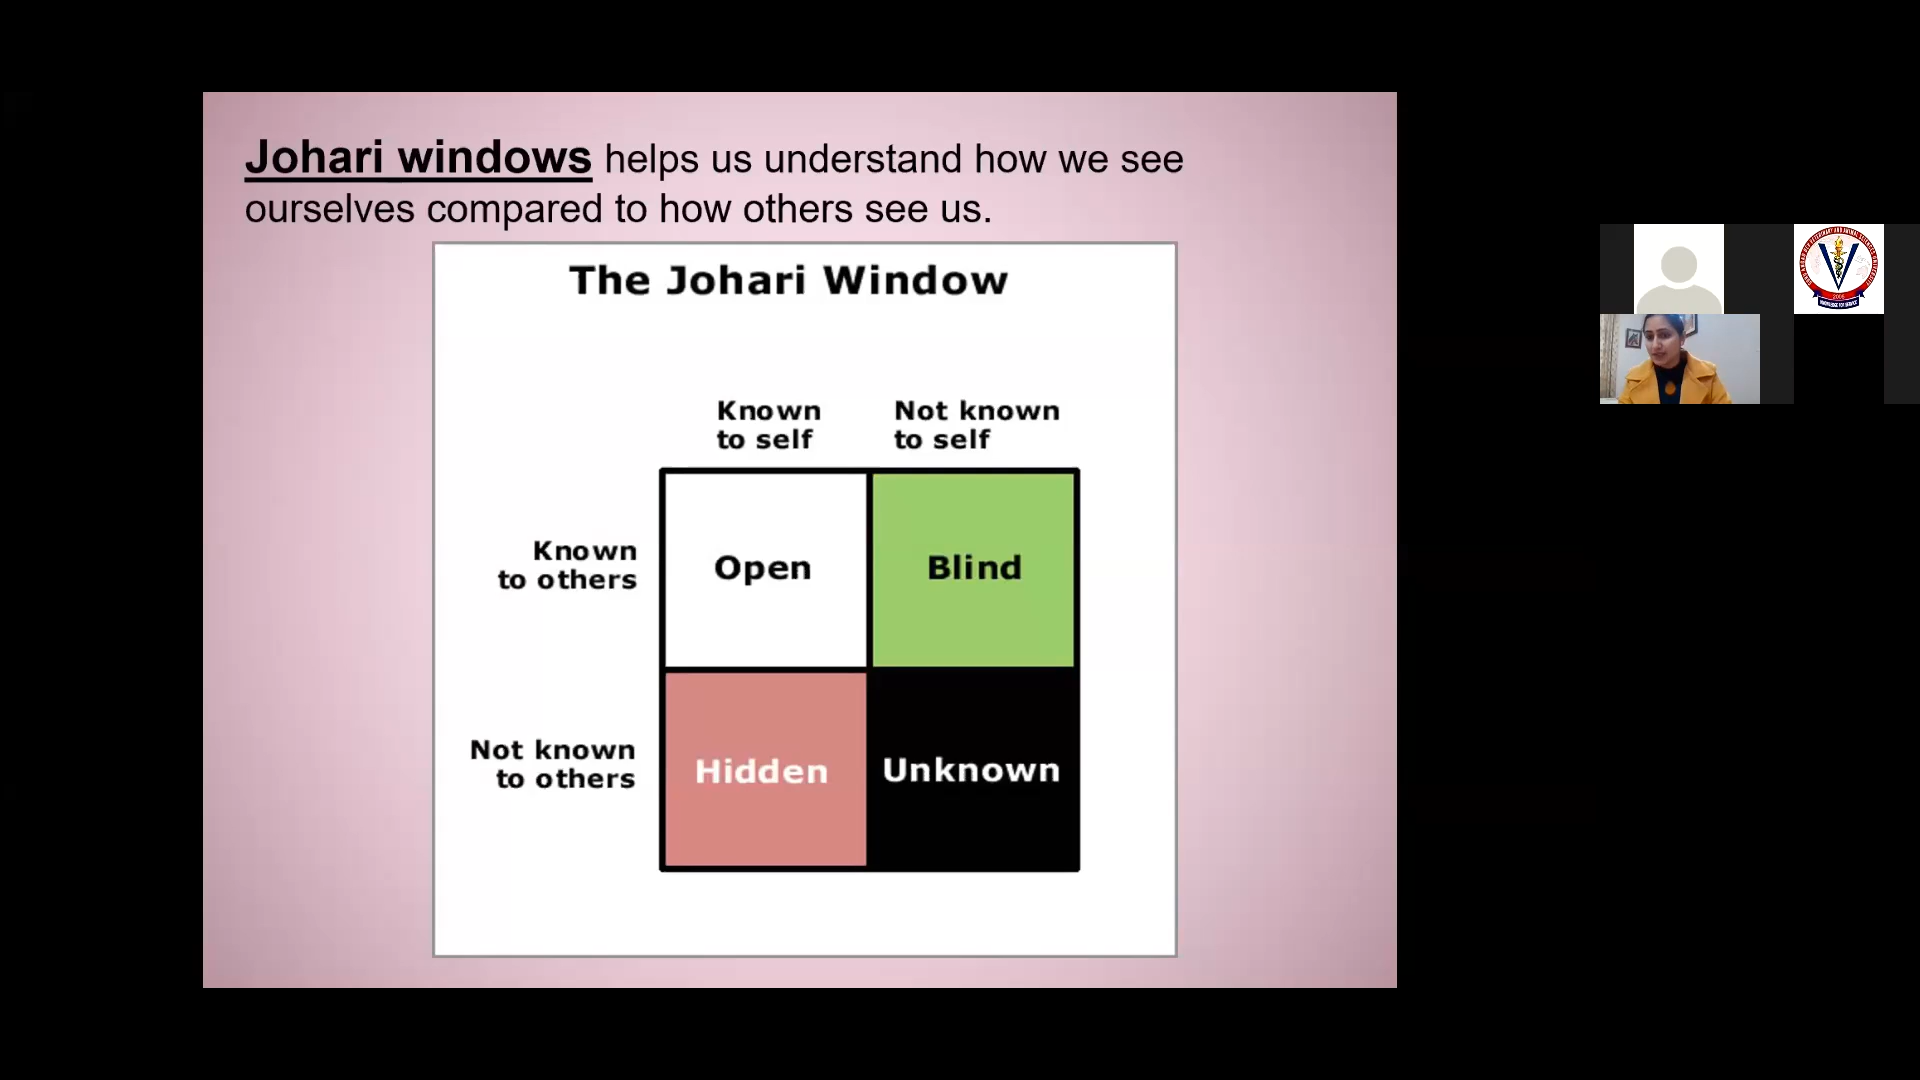 Johari windows helps us understand how we see
ourselves compared to how others see us.
The Johari Window
Known
to self
Not known
to self
Known
to others
Open
Blind
Not known
to others
Hidden
Unknown